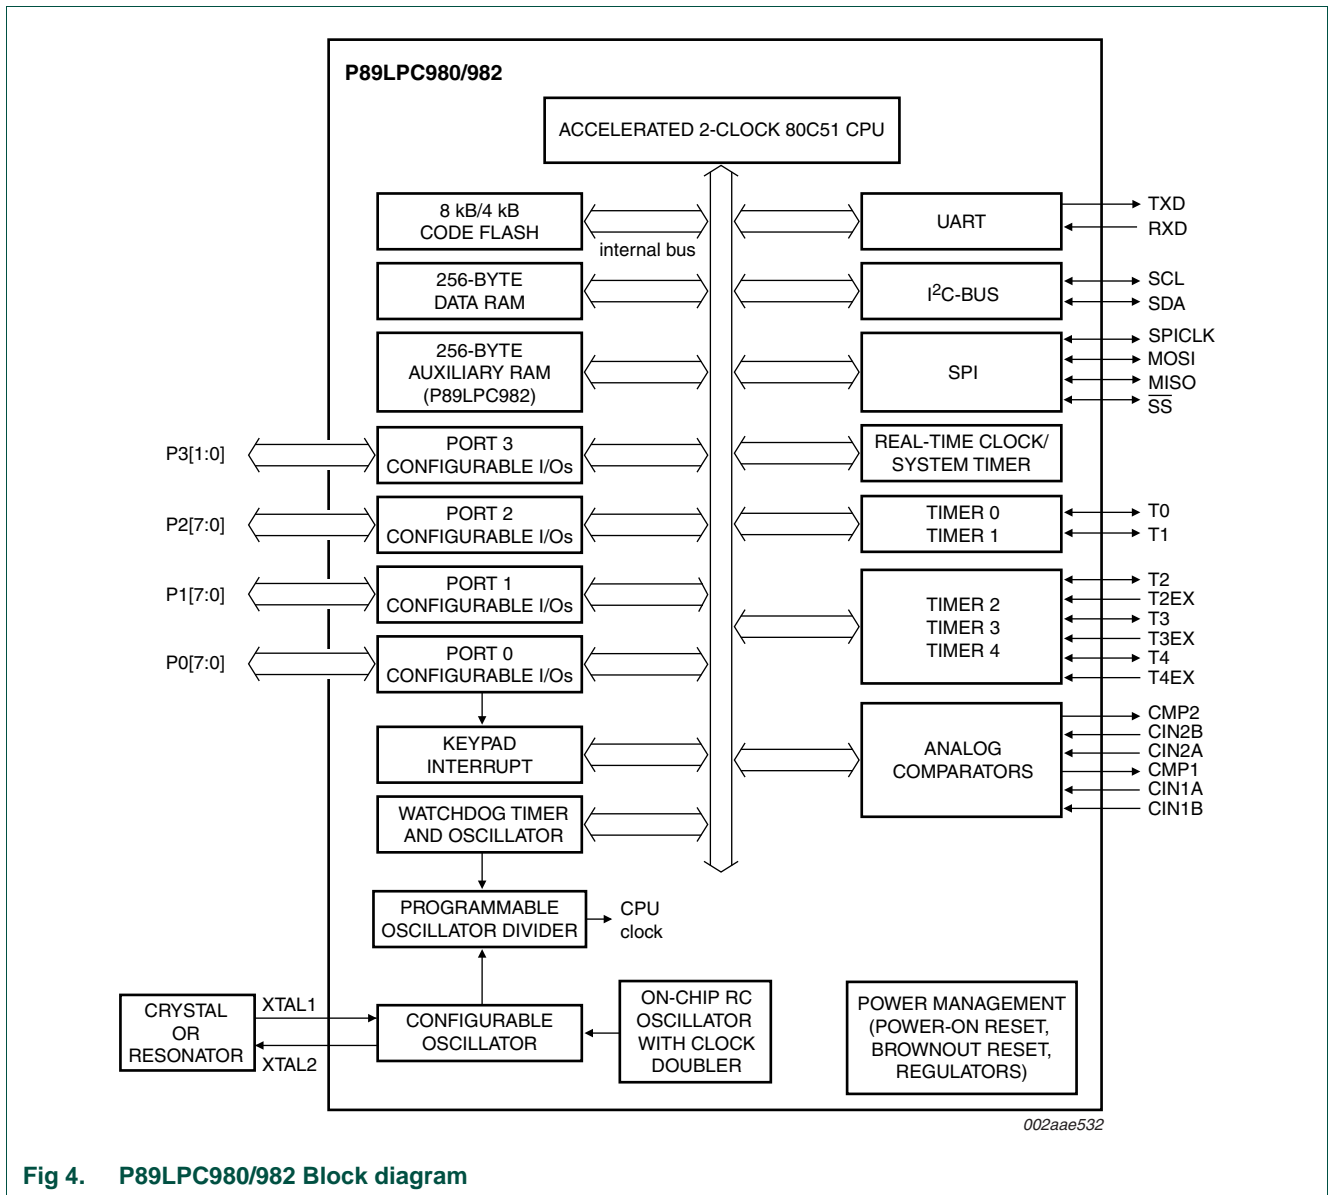 P89LPC980/982
ACCELERATED 2-CLOCK 80C51 CPU
8 kB/4 kB
CODE FLASH
internal bus
256-BYTE
DATA RAM
256-BYTE
AUXILIARY RAM
(P89LPC982)
P3[1:0]
PORT 3
CONFIGURABLE I/Os
P2[7:0]
PORT 2
CONFIGURABLE I/Os
P1[7:0]
PORT 1
CONFIGURABLE I/Os
P0[7:0]
PORT 0
CONFIGURABLE I/Os
KEYPAD
INTERRUPT
WATCHDOG TIMER
AND OSCILLATOR
PROGRAMMABLE
OSCILLATOR DIVIDER
CPU
clock
CRYSTAL
OR
RESONATOR
XTAL1
XTAL2
CONFIGURABLE
OSCILLATOR
ON-CHIP RC
OSCILLATOR
WITH CLOCK
DOUBLER
UART
TXD
RXD
I²C-BUS
SCL
SDA
SPI
SPICLK
MOSI
MISO
S̅S̅
REAL-TIME CLOCK/
SYSTEM TIMER
TIMER 0
TIMER 1
T0
T1
TIMER 2
TIMER 3
TIMER 4
T2
T2EX
T3
T3EX
T4
T4EX
ANALOG
COMPARATORS
CMP2
CIN2B
CIN2A
CMP1
CIN1A
CIN1B
POWER MANAGEMENT
(POWER-ON RESET,
BROWNOUT RESET,
REGULATORS)
002aae532
Fig 4. P89LPC980/982 Block diagram